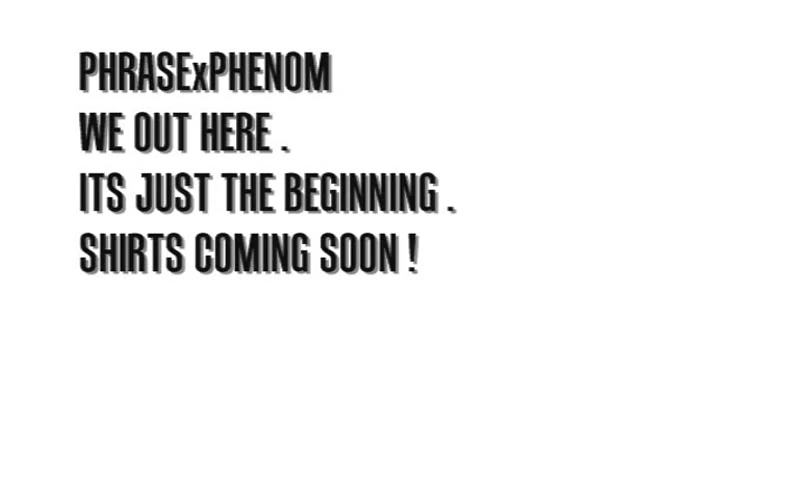 PHRASExPHENOM
WE OUT HERE .
ITS JUST THE BEGINNING .
SHIRTS COMING SOON !